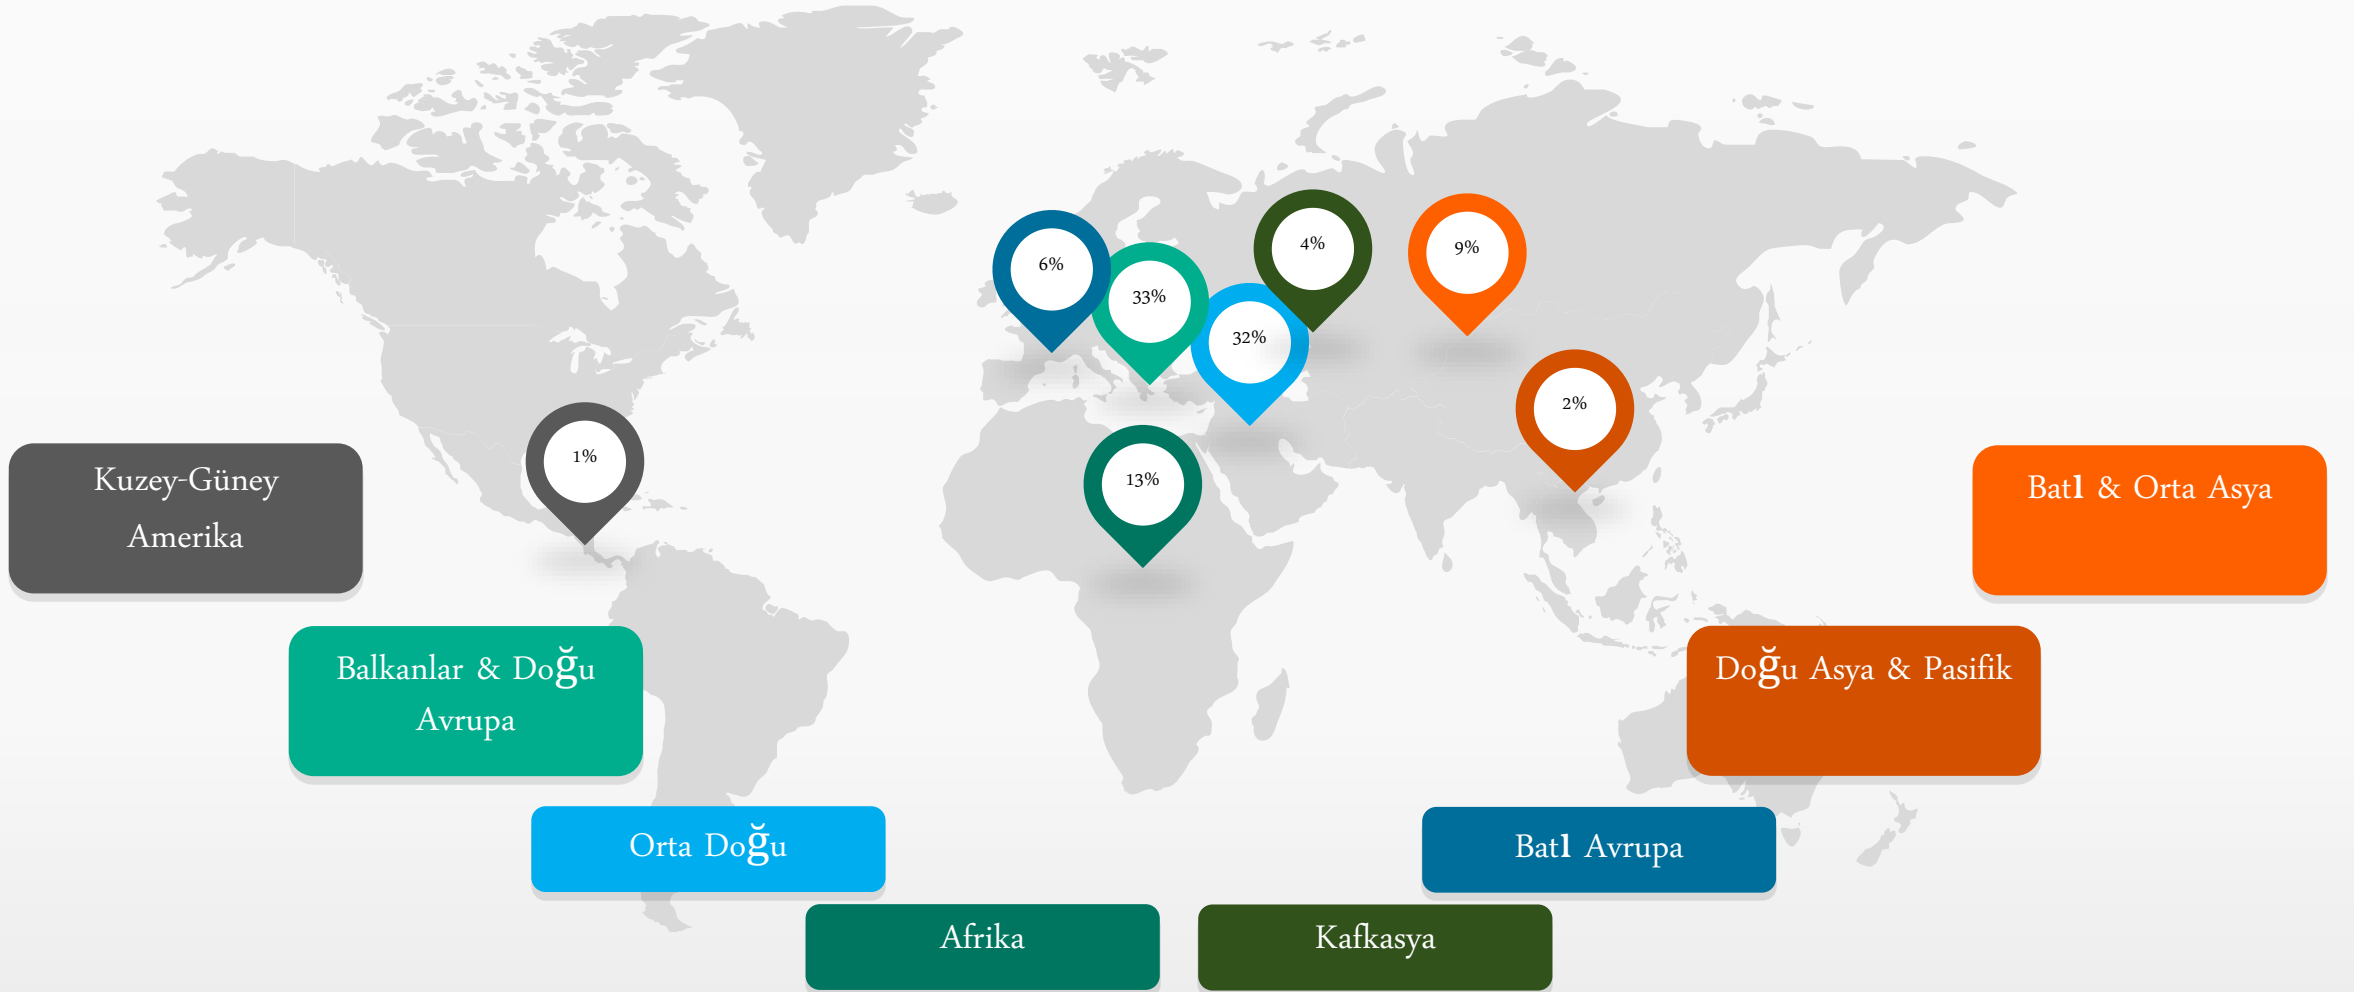 4%
9%
6%
33%
32%
2%
1%
13%
Kuzey-Güney
Amerika
Batı & Orta Asya
Balkanlar & Doğu
Avrupa
Doğu Asya & Pasifik
Orta Doğu
Batı Avrupa
Afrika
Kafkasya